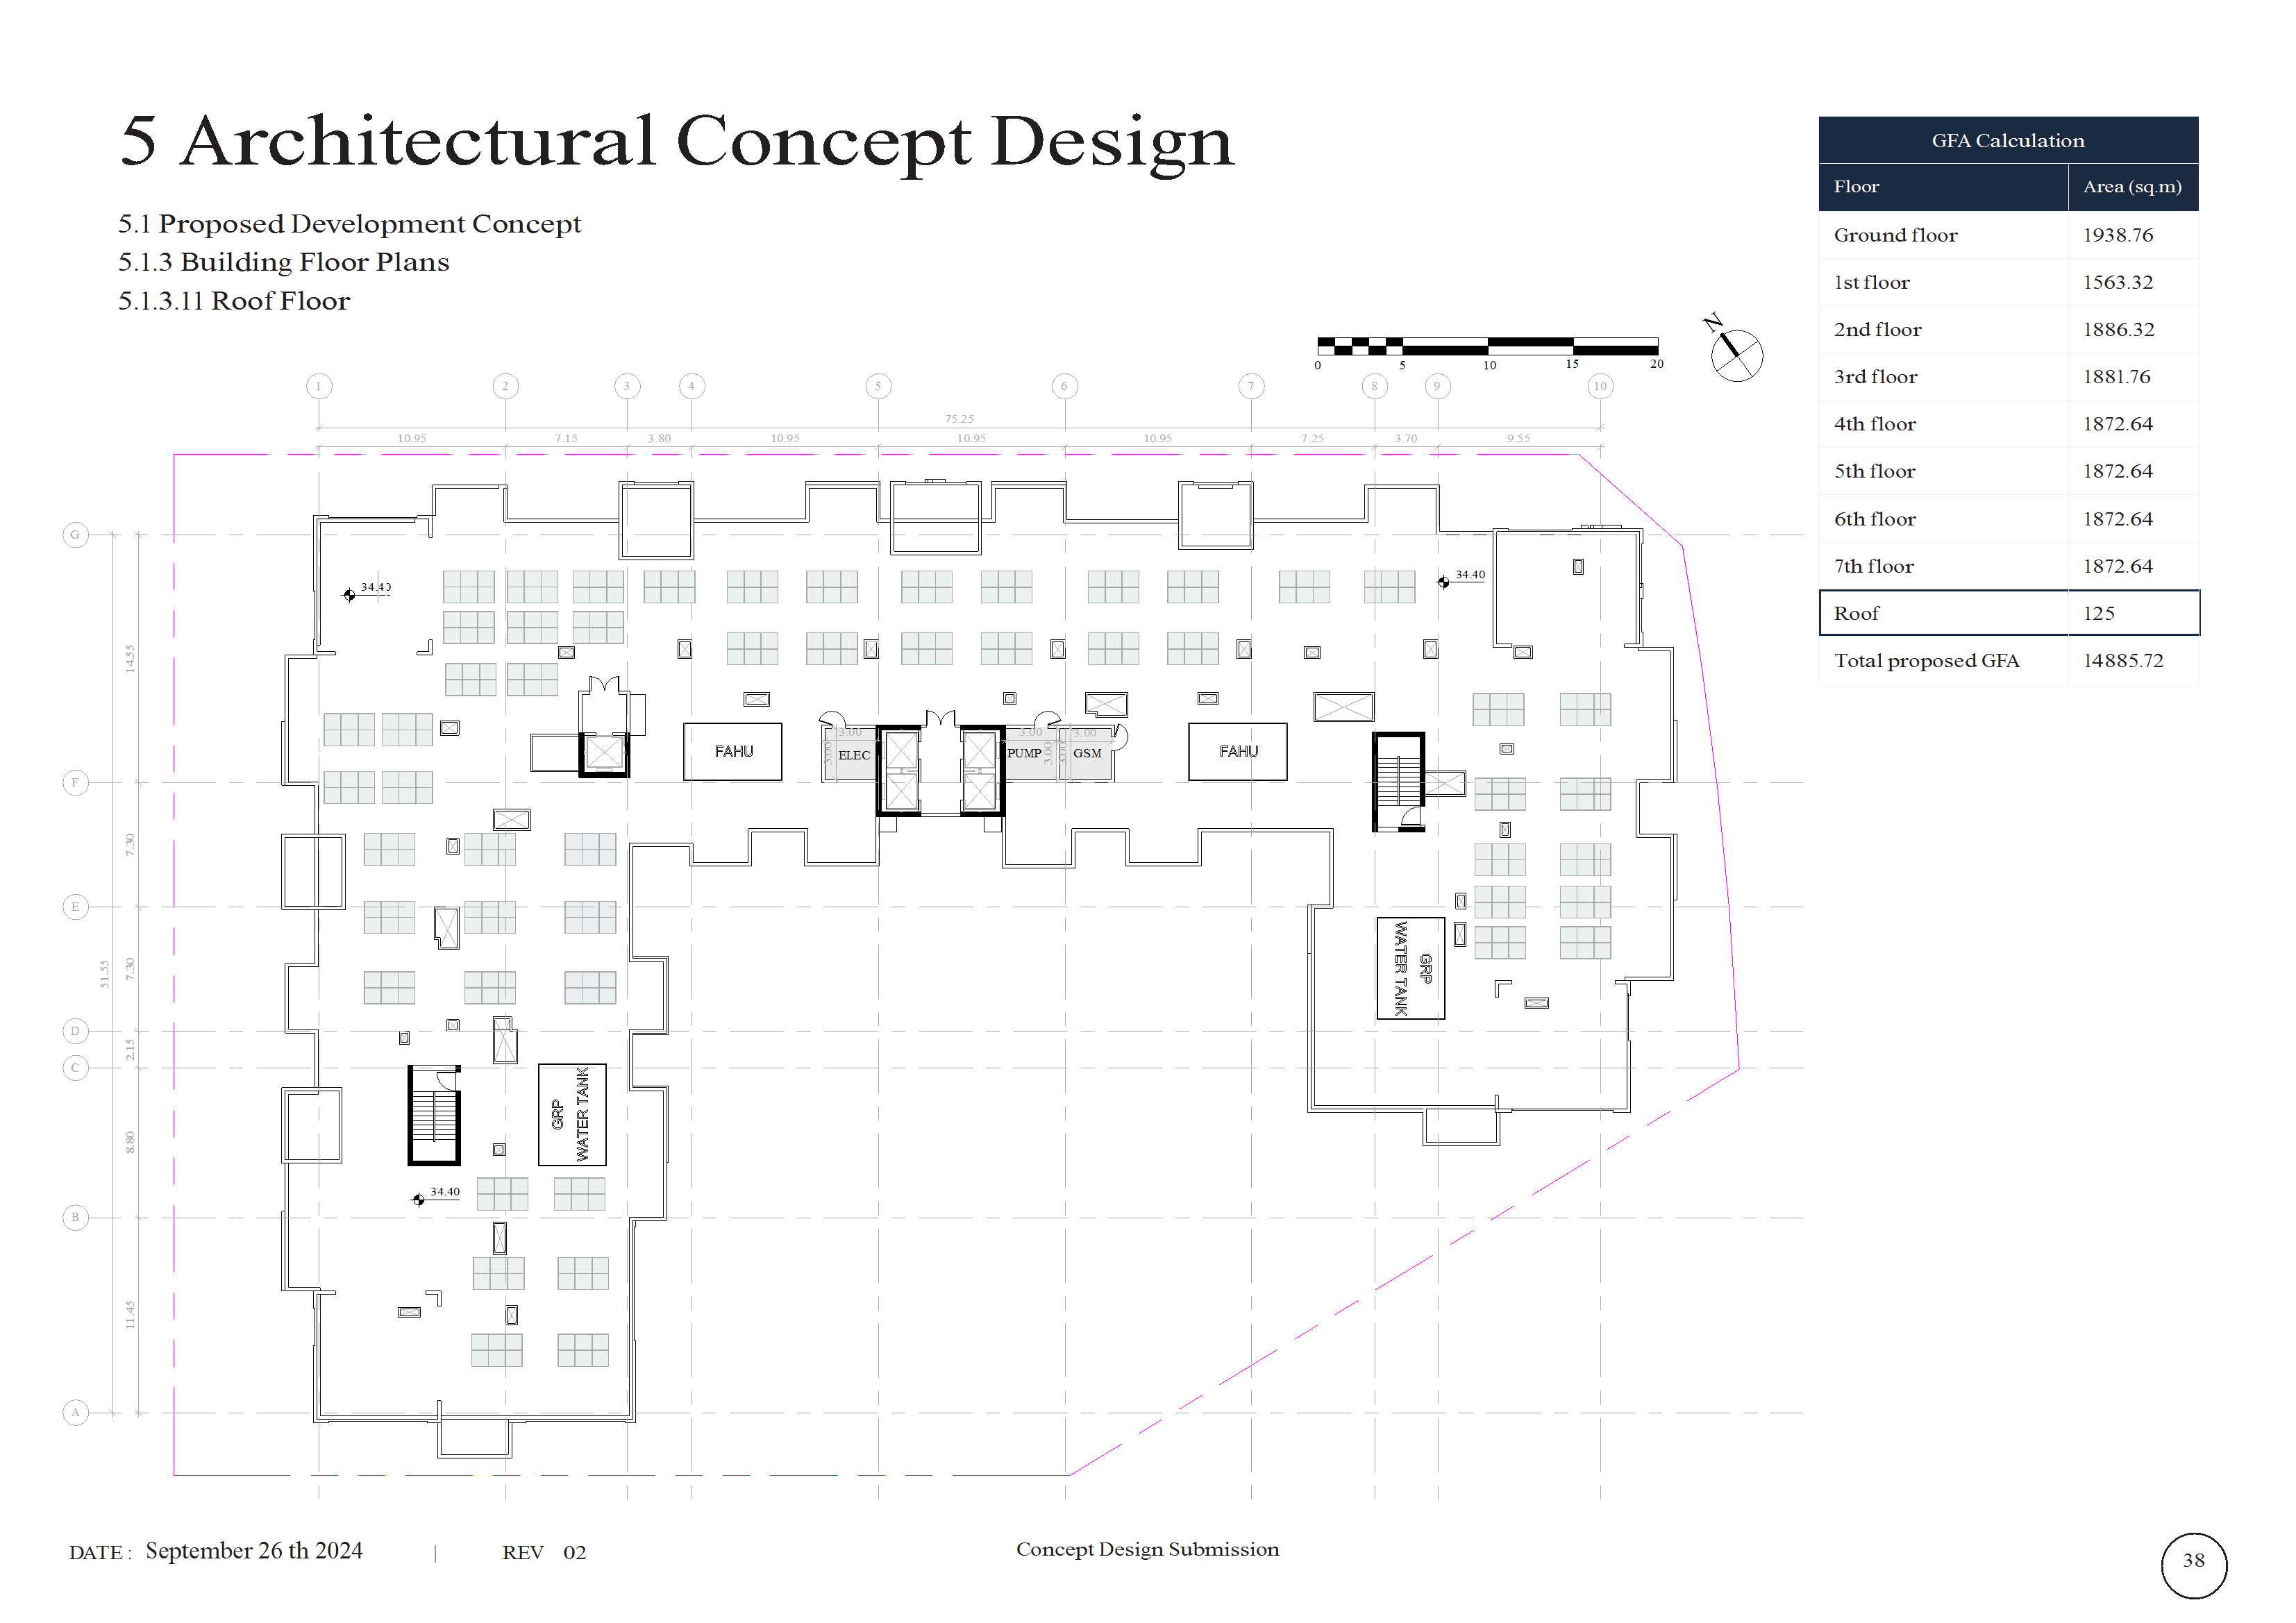 5 Architectural Concept Design
5.1 Proposed Development Concept
5.1.3 Building Floor Plans
5.1.3.11 Roof Floor
GFA Calculation
Floor Area (sq.m)
Ground floor 1938.76
1st floor 1563.32
2nd floor 1886.32
3rd floor 1881.76
4th floor 1872.64
5th floor 1872.64
6th floor 1872.64
7th floor 1872.64
Roof 125
Total proposed GFA 14885.72
N
0 5 10 15 20
1 2 3 4 5 6 7 8 9 10
75.25
10.95 7.15 3.80 10.95 10.95 10.95 7.25 3.70 9.55
G
34.40
34.40
14.55
3.00 3.00 3.00
FAHU
ELEC
PUMP
GSM
FAHU
3.00 3.00 3.00
F
7.30
E
GRP
WATER TANK
51.55
7.30
D
2.15
C
GRP
WATER TANK
8.80
34.40
B
11.45
A
DATE : September 26 th 2024 | REV 02
Concept Design Submission
38